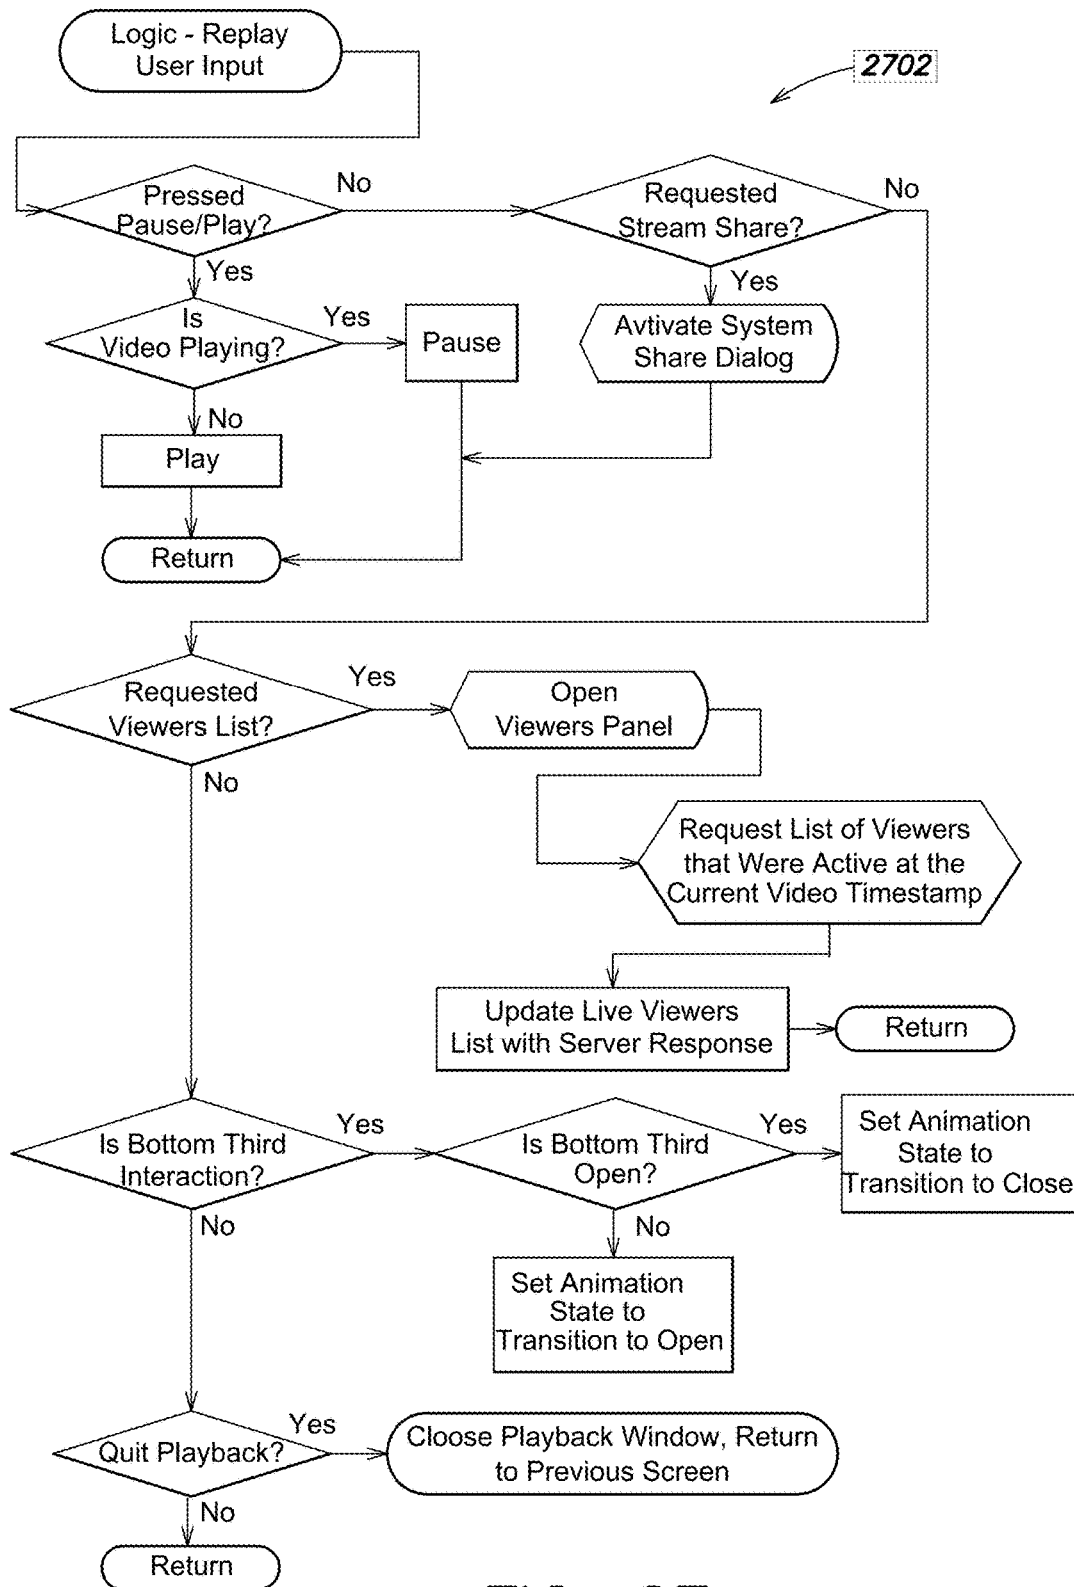 Logic - Replay
User Input
2702
Pressed
Pause/Play?
No
Requested
Stream Share?
No
Yes
Yes
Is
Video Playing?
Yes
Pause
Avtivate System
Share Dialog
No
Play
Return
Requested
Viewers List?
Yes
Open
Viewers Panel
No
Request List of Viewers
that Were Active at the
Current Video Timestamp
Update Live Viewers
List with Server Response
Return
Is Bottom Third
Interaction?
Yes
Is Bottom Third
Open?
Yes
Set Animation
State to
Transition to Close
No
No
Set Animation
State to
Transition to Open
Quit Playback?
Yes
Cloose Playback Window, Return
to Previous Screen
No
Return